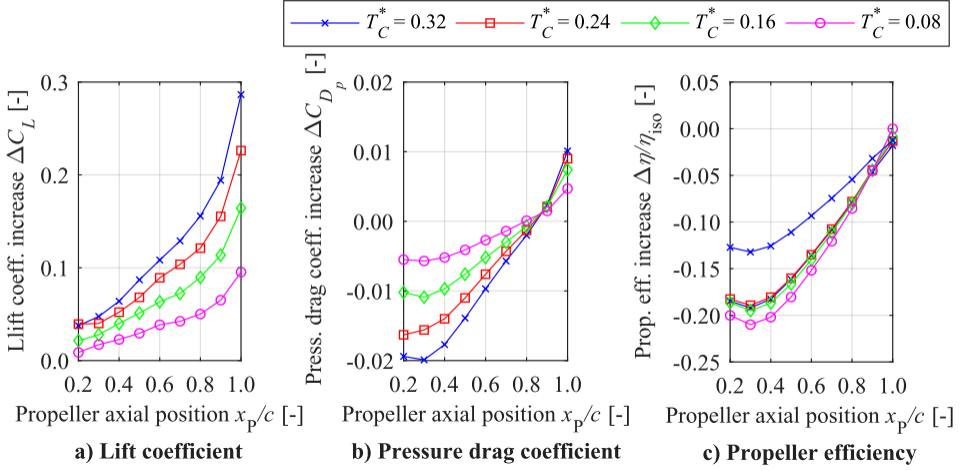 T*C = 0.32 T*C = 0.24 T*C = 0.16 T*C = 0.08
Llift coeff. increase ΔCL [-]
0.3
0.2
0.1
0.0
0.2 0.4 0.6 0.8 1.0
Propeller axial position xP/c [-]
a) Lift coefficient
Press. drag coeff. increase ΔCDp [-]
0.02
0.01
0.00
-0.01
-0.02
0.2 0.4 0.6 0.8 1.0
Propeller axial position xP/c [-]
b) Pressure drag coefficient
Prop. eff. increase Δη/ηiso [-]
0.00
-0.05
-0.10
-0.15
-0.20
-0.25
0.2 0.4 0.6 0.8 1.0
Propeller axial position xP/c [-]
c) Propeller efficiency